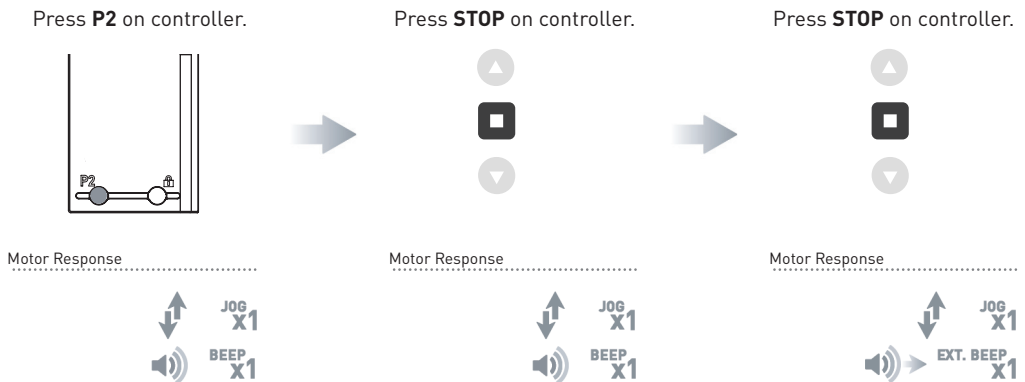 Press P2 on controller.
Press STOP on controller.
Press STOP on controller.
P2
Motor Response
Motor Response
Motor Response
JOG
X1
JOG
X1
JOG
X1
BEEP
X1
BEEP
X1
EXT. BEEP
X1